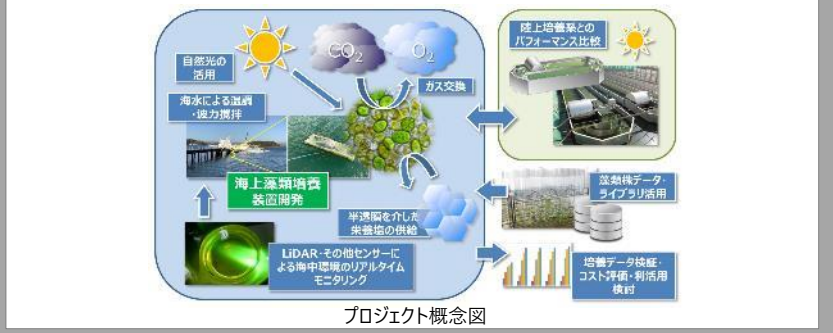 自然光の
活用
CO2
O2
ガス交換
海水による温調
・波力撹拌
海上藻類培養
装置開発
半透膜を介した
栄養塩の供給
LiDAR・その他センサーに
よる海中環境のリアルタイム
モニタリング
陸上培養系との
パフォーマンス比較
藻類株データ・
ライブラリ活用
培養データ検証・
コスト評価・利活用
検討
プロジェクト概念図